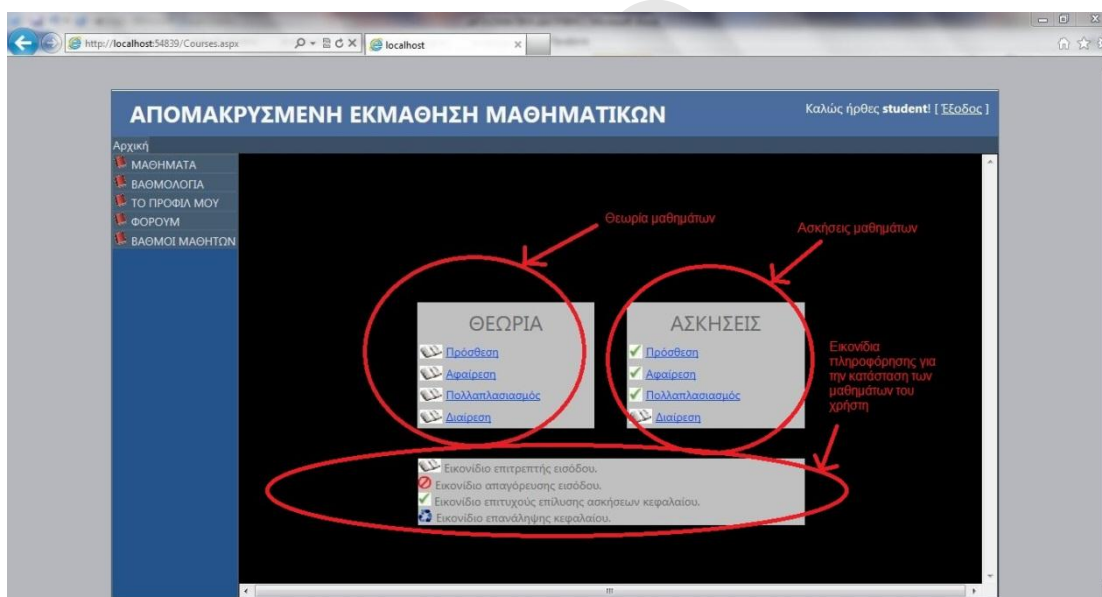 http://localhost:54839/Courses.aspx
localhost
ΑΠΟΜΑΚΡΥΣΜΕΝΗ ΕΚΜΑΘΗΣΗ ΜΑΘΗΜΑΤΙΚΩΝ
Καλώς ήρθες student! [ Έξοδος ]
Αρχική
ΜΑΘΗΜΑΤΑ
ΒΑΘΜΟΛΟΓΙΑ
ΤΟ ΠΡΟΦΙΛ ΜΟΥ
ΦΟΡΟΥΜ
ΒΑΘΜΟΙ ΜΑΘΗΤΩΝ
Θεωρία μαθημάτων
Ασκήσεις μαθημάτων
ΘΕΩΡΙΑ
Πρόσθεση
Αφαίρεση
Πολλαπλασιασμός
Διαίρεση
ΑΣΚΗΣΕΙΣ
Πρόσθεση
Αφαίρεση
Πολλαπλασιασμός
Διαίρεση
Εικονίδια
πληροφόρησης για
την κατάσταση των
μαθημάτων του
χρήστη
Εικονίδιο επιτρεπτής εισόδου.
Εικονίδιο απαγόρευσης εισόδου.
Εικονίδιο επιτυχούς επίλυσης ασκήσεων κεφαλαίου.
Εικονίδιο επανάληψης κεφαλαίου.